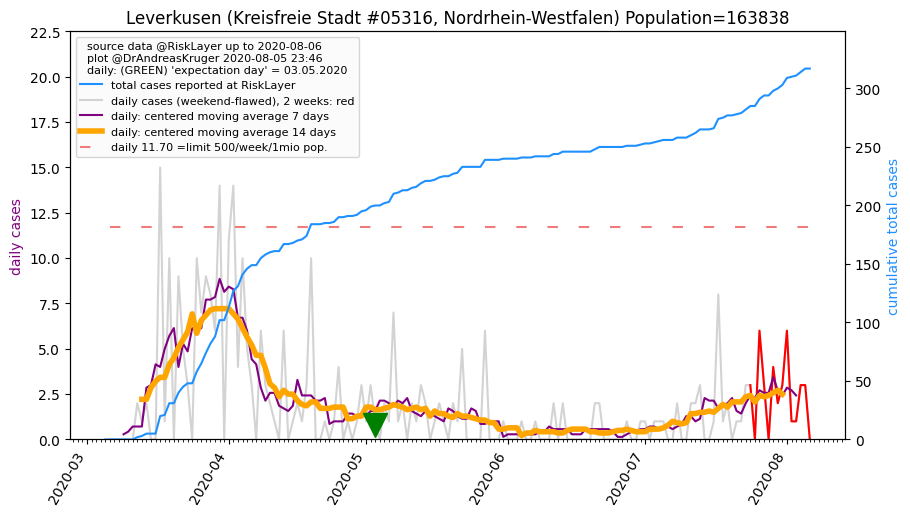 Leverkusen (Kreisfreie Stadt #05316, Nordrhein-Westfalen) Population=163838
source data @RiskLayer up to 2020-08-06
plot @DrAndreasKruger 2020-08-05 23:46
daily: (GREEN) 'expectation day' = 03.05.2020
total cases reported at RiskLayer
daily cases (weekend-flawed), 2 weeks: red
daily: centered moving average 7 days
daily: centered moving average 14 days
daily 11.70 =limit 500/week/1mio pop.
daily cases
22.5
20.0
17.5
15.0
12.5
10.0
7.5
5.0
2.5
0.0
cumulative total cases
300
250
200
150
100
50
0
2020-03
2020-04
2020-05
2020-06
2020-07
2020-08